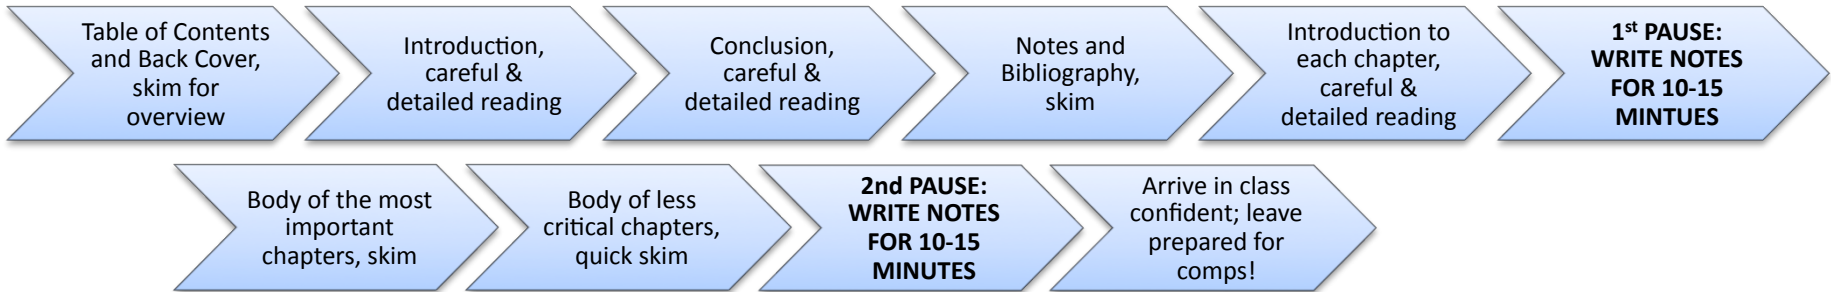 Table of Contents
and Back Cover,
skim for
overview
Introduction,
careful &
detailed reading
Conclusion,
careful &
detailed reading
Notes and
Bibliography,
skim
Introduction to
each chapter,
careful &
detailed reading
1st PAUSE:
WRITE NOTES
FOR 10-15
MINTUES
Body of the most
important
chapters, skim
Body of less
critical chapters,
quick skim
2nd PAUSE:
WRITE NOTES
FOR 10-15
MINUTES
Arrive in class
confident; leave
prepared for
comps!